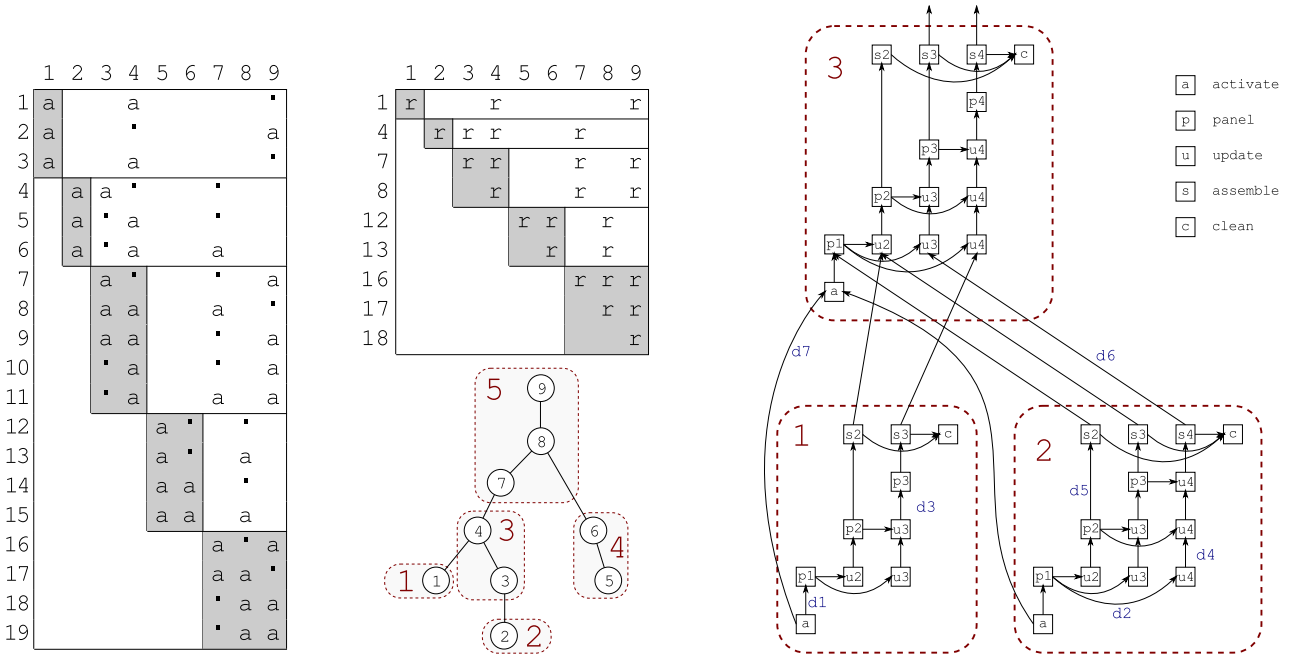 1 2 3 4 5 6 7 8 9
1 a a
2 a a
3 a a
4 a a
5 a a
6 a a a
7 a a
8 a a a
9 a a a
10 a a
11 a a a
12 a
13 a a
14 a a
15 a a a
16 a a
17 a a
18 a a
19 a a
1 2 3 4 5 6 7 8 9
1 r r r
4 r r r r
7 r r r r
8 r r r
12 r r r
13 r r
16 r r r
17 r r
18 r
5
9
8
7
4 3
6 4
1 1
3
5
2 2
3
s2 s3 s4 c
p4
p3 u4
p2 u3 u4
p1 u2 u3 u4
a
d7
d6
1
s2 s3 c
p3
d3
p2 u3
p1 u2 u3
d1
a
2
s2 s3 s4 c
d5
p3 u4
p2 u3 u4
d4
p1 u2 u3 u4
d2
a
a activate
p panel
u update
s assemble
c clean